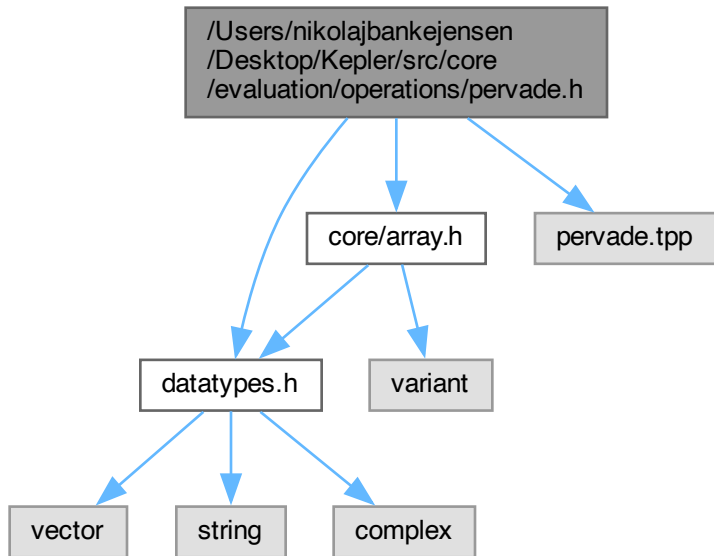 /Users/nikolajbankejensen
/Desktop/Kepler/src/core
/evaluation/operations/pervade.h
core/array.h
pervade.tpp
datatypes.h
variant
vector
string
complex